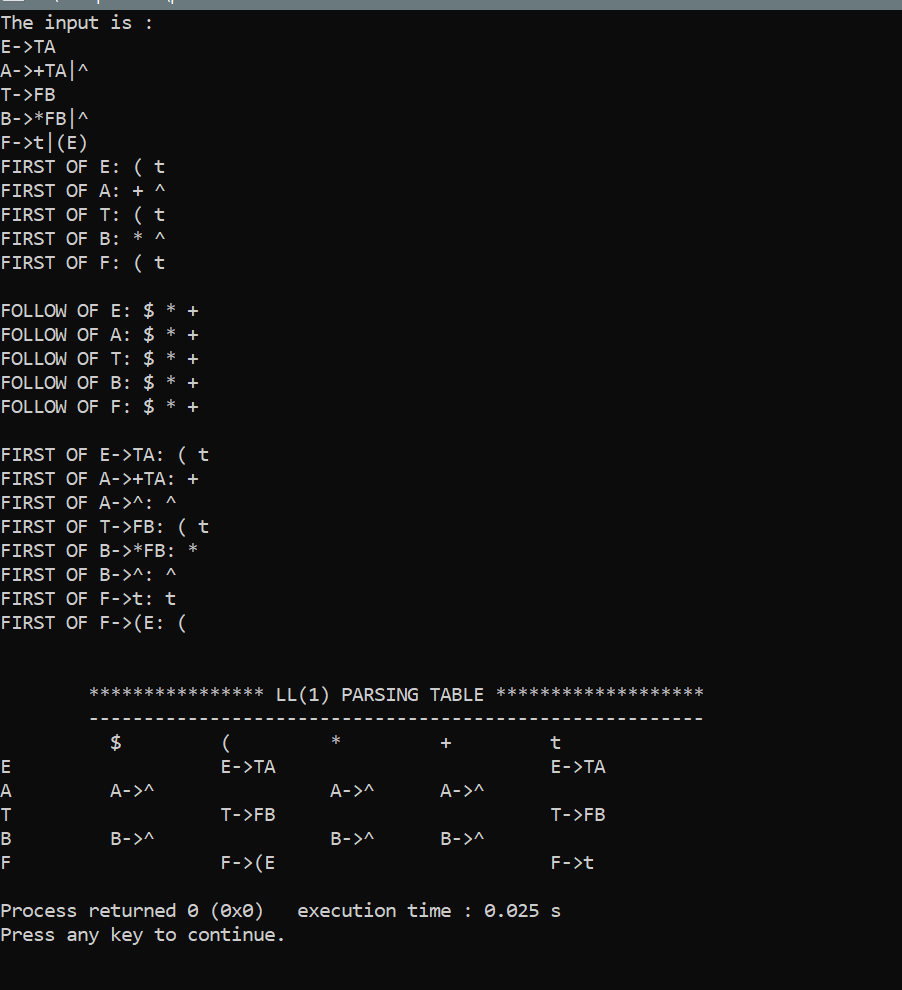 The input is :
E->TA
A->+TA|^
T->FB
B->*FB|^
F->t|(E)
FIRST OF E: ( t
FIRST OF A: + ^
FIRST OF T: ( t
FIRST OF B: * ^
FIRST OF F: ( t
FOLLOW OF E: $ * +
FOLLOW OF A: $ * +
FOLLOW OF T: $ * +
FOLLOW OF B: $ * +
FOLLOW OF F: $ * +
FIRST OF E->TA: ( t
FIRST OF A->+TA: +
FIRST OF A->^: ^
FIRST OF T->FB: ( t
FIRST OF B->*FB: *
FIRST OF B->^: ^
FIRST OF F->t: t
FIRST OF F->(E: (
**************** LL(1) PARSING TABLE *******************
--------------------------------------------------------
$ ( * + t
E E->TA E->TA
A A->^ A->^ A->^
T T->FB T->FB
B B->^ B->^ B->^
F F->(E F->t
Process returned 0 (0x0)   execution time : 0.025 s
Press any key to continue.